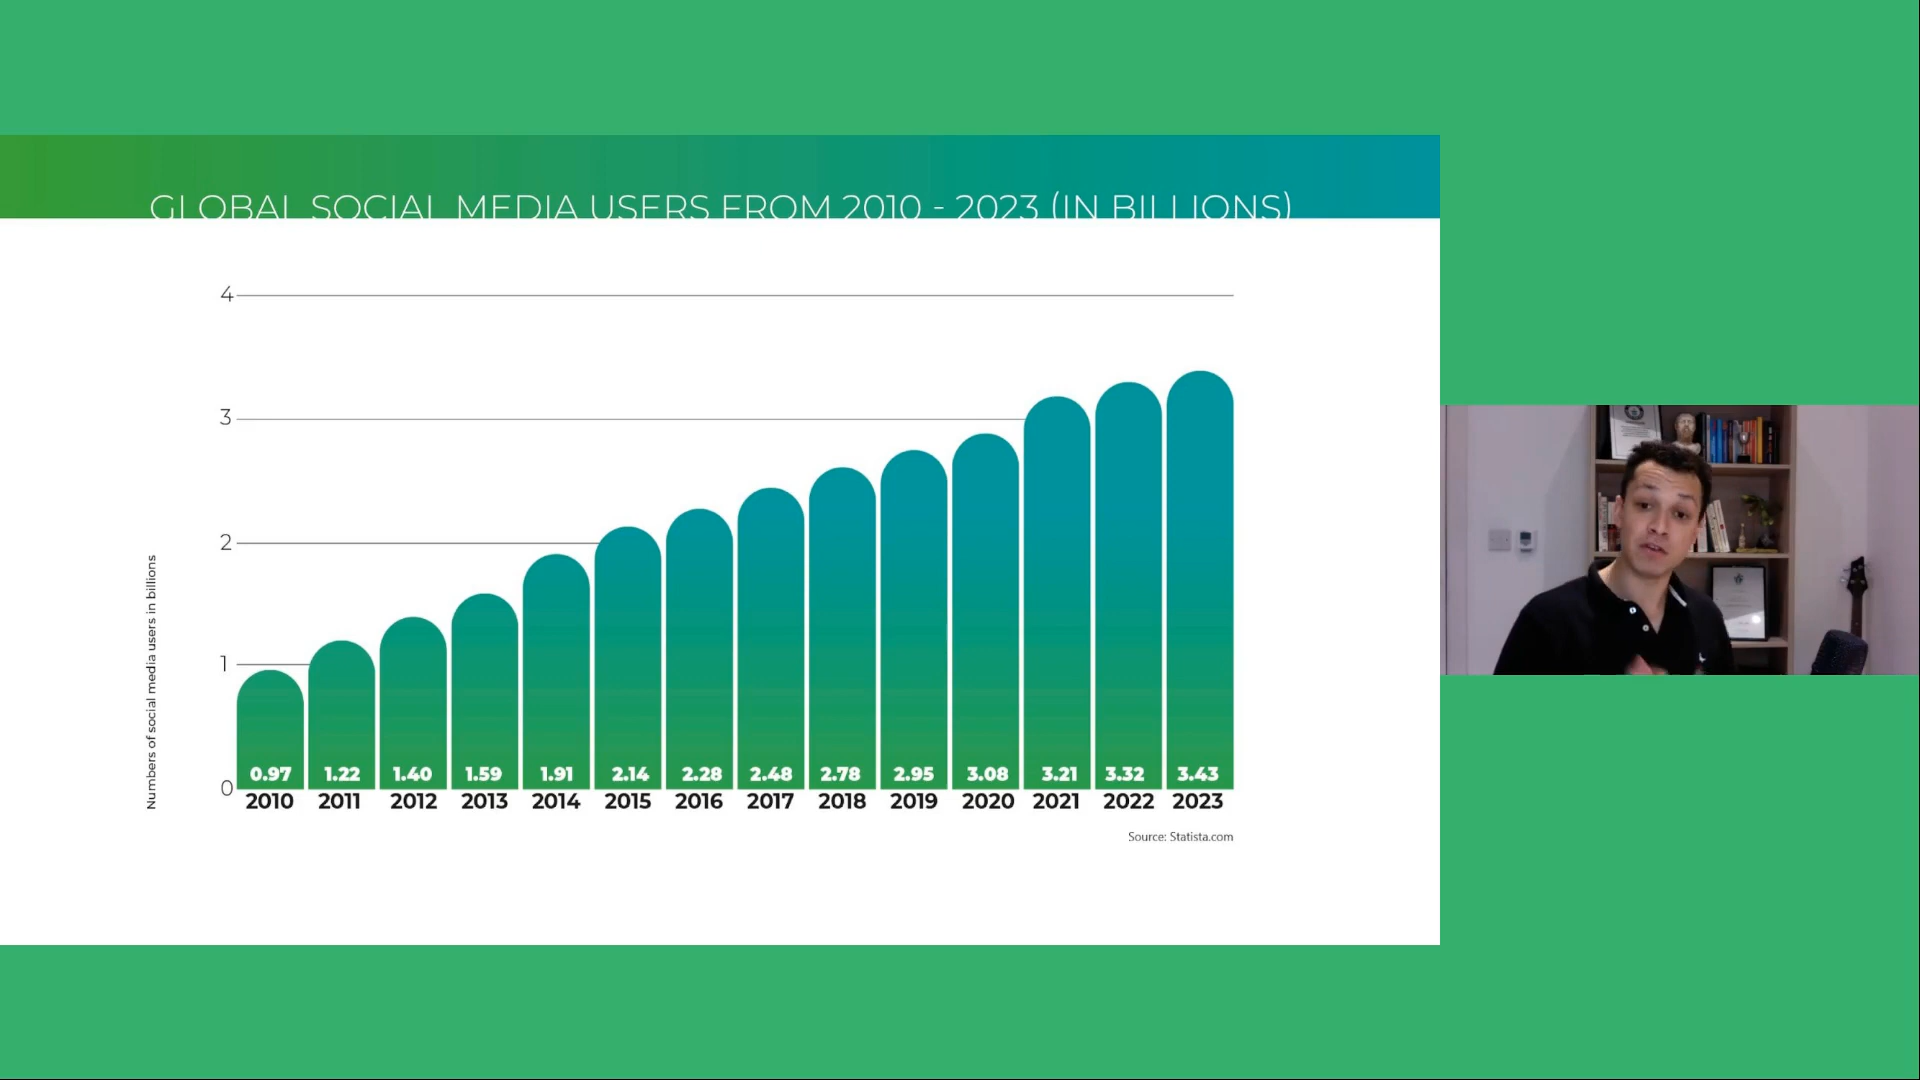 GLOBAL SOCIAL MEDIA USERS FROM 2010 - 2023 (IN BILLIONS)
4
3
2
1
0
Numbers of social media users in billions
0.97 1.22 1.40 1.59 1.91 2.14 2.28 2.48 2.78 2.95 3.08 3.21 3.32 3.43
2010 2011 2012 2013 2014 2015 2016 2017 2018 2019 2020 2021 2022 2023
Source: Statista.com